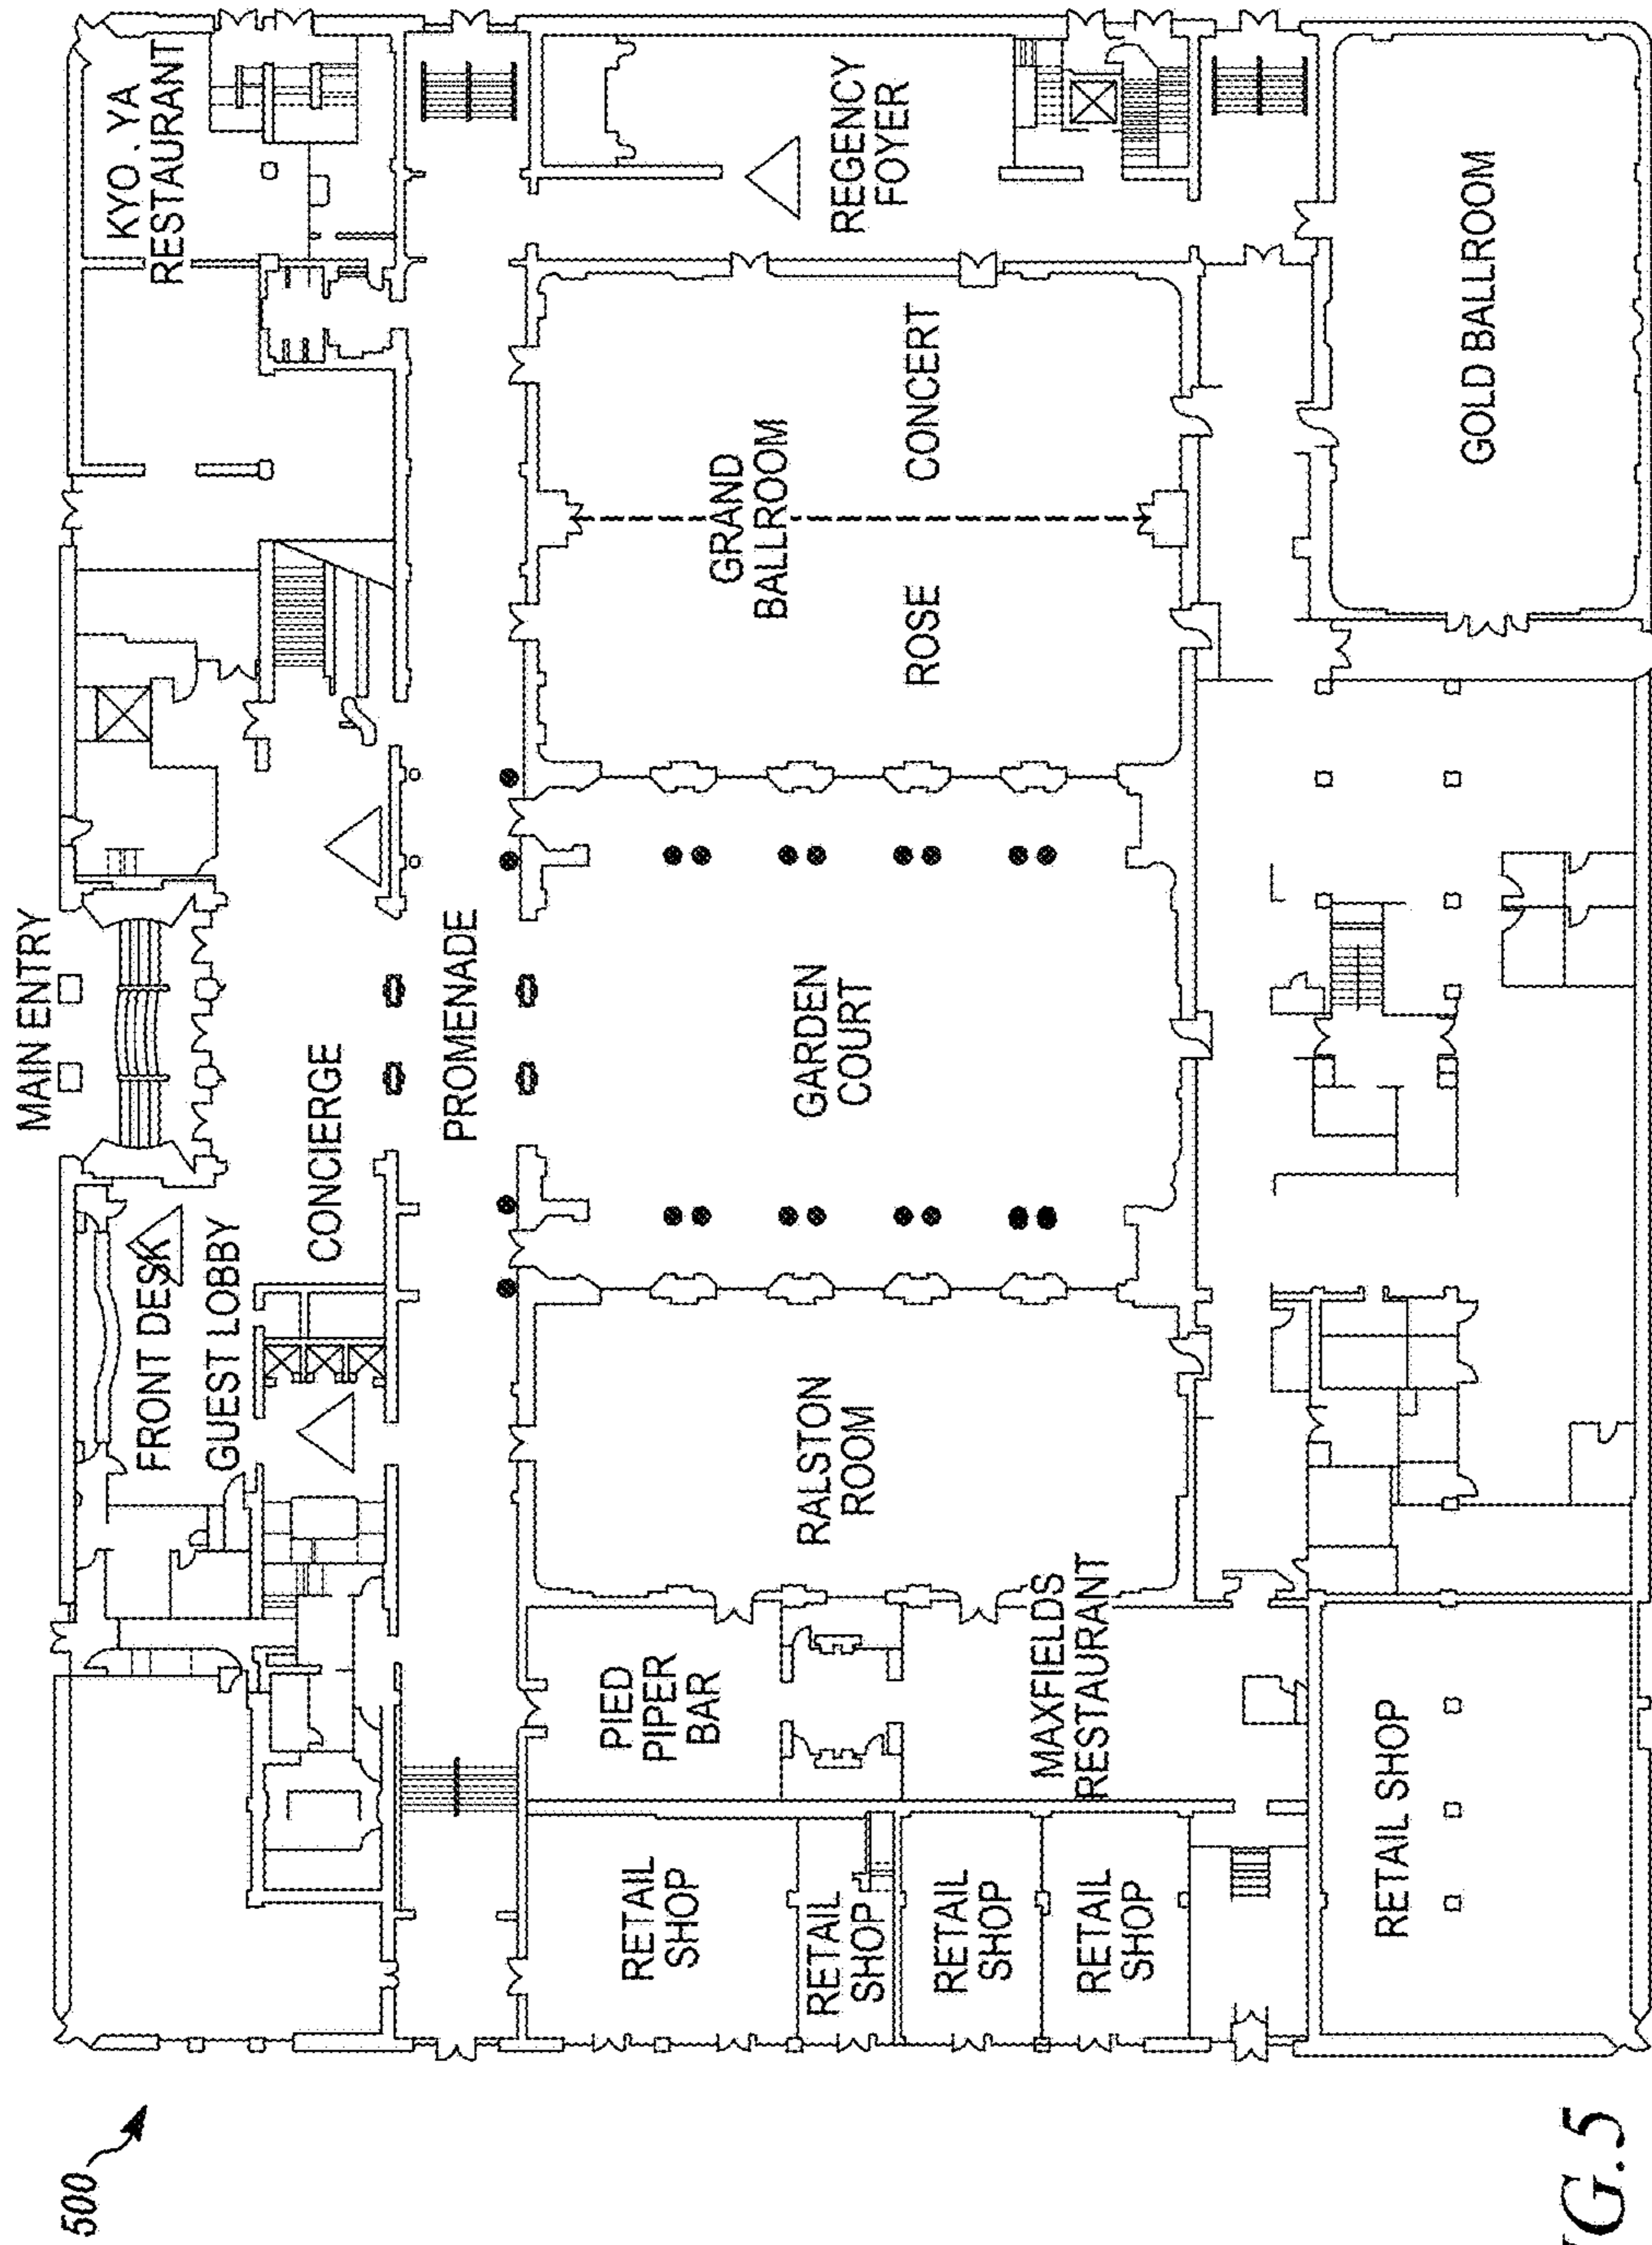 500
MAIN ENTRY
KYO.YA
RESTAURANT
FRONT DESK
GUEST LOBBY
CONCIERGE
PROMENADE
RETAIL
SHOP
PIED
PIPER
BAR
RALSTON
ROOM
GARDEN
COURT
GRAND
BALLROOM
ROSE
CONCERT
REGENCY
FOYER
RETAIL
SHOP
RETAIL
SHOP
RETAIL
SHOP
MAXFIELDS
RESTAURANT
RETAIL SHOP
GOLD BALLROOM
G.5